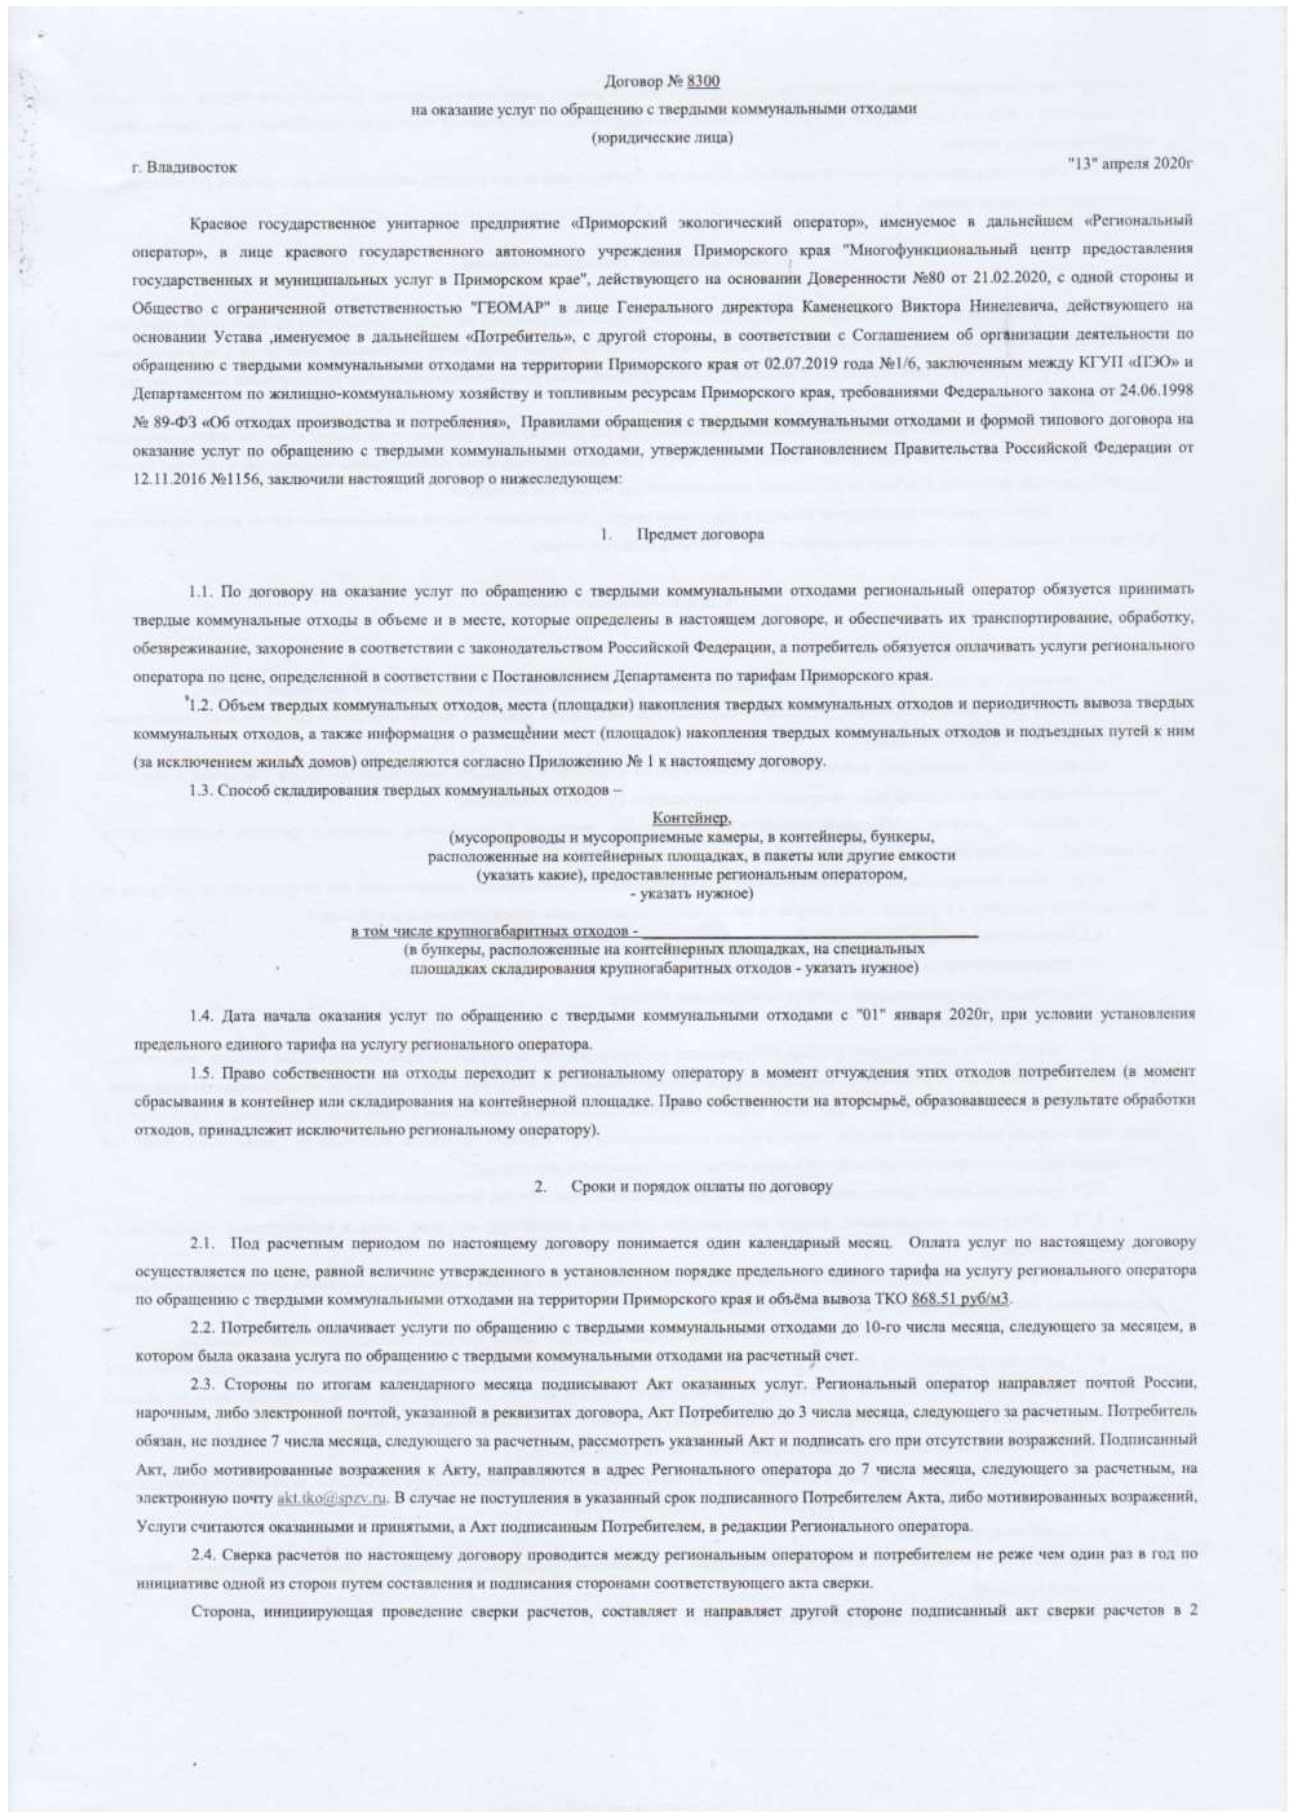 Договор № 8300
на оказание услуг по обращению с твердыми коммунальными отходами
(юридические лица)
г. Владивосток "13" апреля 2020г
Краевое государственное унитарное предприятие «Приморский экологический оператор», именуемое в дальнейшем «Региональный
оператор», в лице краевого государственного автономного учреждения Приморского края "Многофункциональный центр предоставления
государственных и муниципальных услуг в Приморском крае", действующего на основании Доверенности №80 от 21.02.2020, с одной стороны и
Общество с ограниченной ответственностью "ГЕОМАР" в лице Генерального директора Каменецкого Виктора Нинелевича, действующего на
основании Устава ,именуемое в дальнейшем «Потребитель», с другой стороны, в соответствии с Соглашением об организации деятельности по
обращению с твердыми коммунальными отходами на территории Приморского края от 02.07.2019 года №1/6, заключенным между КГУП «ПЭО» и
Департаментом по жилищно-коммунальному хозяйству и топливным ресурсам Приморского края, требованиями Федерального закона от 24.06.1998
№ 89-ФЗ «Об отходах производства и потребления», Правилами обращения с твердыми коммунальными отходами и формой типового договора на
оказание услуг по обращению с твердыми коммунальными отходами, утвержденными Постановлением Правительства Российской Федерации от
12.11.2016 №1156, заключили настоящий договор о нижеследующем:
1. Предмет договора
1.1. По договору на оказание услуг по обращению с твердыми коммунальными отходами региональный оператор обязуется принимать
твердые коммунальные отходы в объеме и в месте, которые определены в настоящем договоре, и обеспечивать их транспортирование, обработку,
обезвреживание, захоронение в соответствии с законодательством Российской Федерации, а потребитель обязуется оплачивать услуги регионального
оператора по цене, определенной в соответствии с Постановлением Департамента по тарифам Приморского края.
1.2. Объем твердых коммунальных отходов, места (площадки) накопления твердых коммунальных отходов и периодичность вывоза твердых
коммунальных отходов, а также информация о размещении мест (площадок) накопления твердых коммунальных отходов и подъездных путей к ним
(за исключением жилых домов) определяются согласно Приложению № 1 к настоящему договору.
1.3. Способ складирования твердых коммунальных отходов –
Контейнер,
(мусоропроводы и мусороприемные камеры, в контейнеры, бункеры,
расположенные на контейнерных площадках, в пакеты или другие емкости
(указать какие), предоставленные региональным оператором,
- указать нужное)
в том числе крупногабаритных отходов -
(в бункеры, расположенные на контейнерных площадках, на специальных
площадках складирования крупногабаритных отходов - указать нужное)
1.4. Дата начала оказания услуг по обращению с твердыми коммунальными отходами с "01" января 2020г, при условии установления
предельного единого тарифа на услугу регионального оператора.
1.5. Право собственности на отходы переходит к региональному оператору в момент отчуждения этих отходов потребителем (в момент
сбрасывания в контейнер или складирования на контейнерной площадке. Право собственности на вторсырьё, образовавшееся в результате обработки
отходов, принадлежит исключительно региональному оператору).
2. Сроки и порядок оплаты по договору
2.1. Под расчетным периодом по настоящему договору понимается один календарный месяц. Оплата услуг по настоящему договору
осуществляется по цене, равной величине утвержденного в установленном порядке предельного единого тарифа на услугу регионального оператора
по обращению с твердыми коммунальными отходами на территории Приморского края и объёма вывоза ТКО 868.51 руб/м3.
2.2. Потребитель оплачивает услуги по обращению с твердыми коммунальными отходами до 10-го числа месяца, следующего за месяцем, в
котором была оказана услуга по обращению с твердыми коммунальными отходами на расчетный счет.
2.3. Стороны по итогам календарного месяца подписывают Акт оказанных услуг. Региональный оператор направляет почтой России,
нарочным, либо электронной почтой, указанной в реквизитах договора, Акт Потребителю до 3 числа месяца, следующего за расчетным. Потребитель
обязан, не позднее 7 числа месяца, следующего за расчетным, рассмотреть указанный Акт и подписать его при отсутствии возражений. Подписанный
Акт, либо мотивированные возражения к Акту, направляются в адрес Регионального оператора до 7 числа месяца, следующего за расчетным, на
электронную почту akt.tko@spzv.ru. В случае не поступления в указанный срок подписанного Потребителем Акта, либо мотивированных возражений,
Услуги считаются оказанными и принятыми, а Акт подписанным Потребителем, в редакции Регионального оператора.
2.4. Сверка расчетов по настоящему договору проводится между региональным оператором и потребителем не реже чем один раз в год по
инициативе одной из сторон путем составления и подписания сторонами соответствующего акта сверки.
Сторона, инициирующая проведение сверки расчетов, составляет и направляет другой стороне подписанный акт сверки расчетов в 2